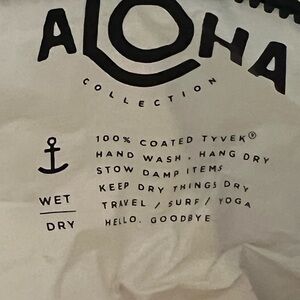 ALOHA
COLLECTION
100% COATED TYVEK®
HAND WASH, HANG DRY
STOW DAMP ITEMS
KEEP DRY THINGS DRY
TRAVEL / SURF / YOGA
HELLO, GOODBYE
WET
DRY